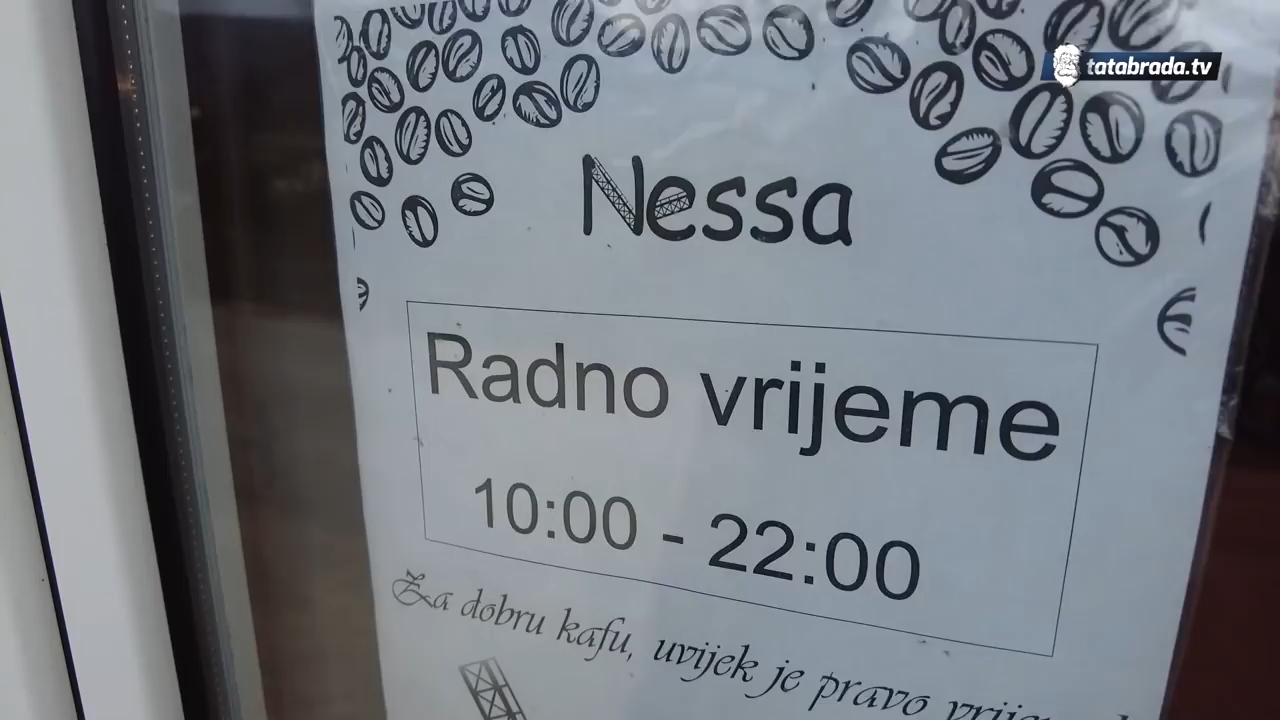 tatabrada.tv
Nessa
Radno vrijeme
10:00 - 22:00
Za dobru kafu, uvijek je pravo